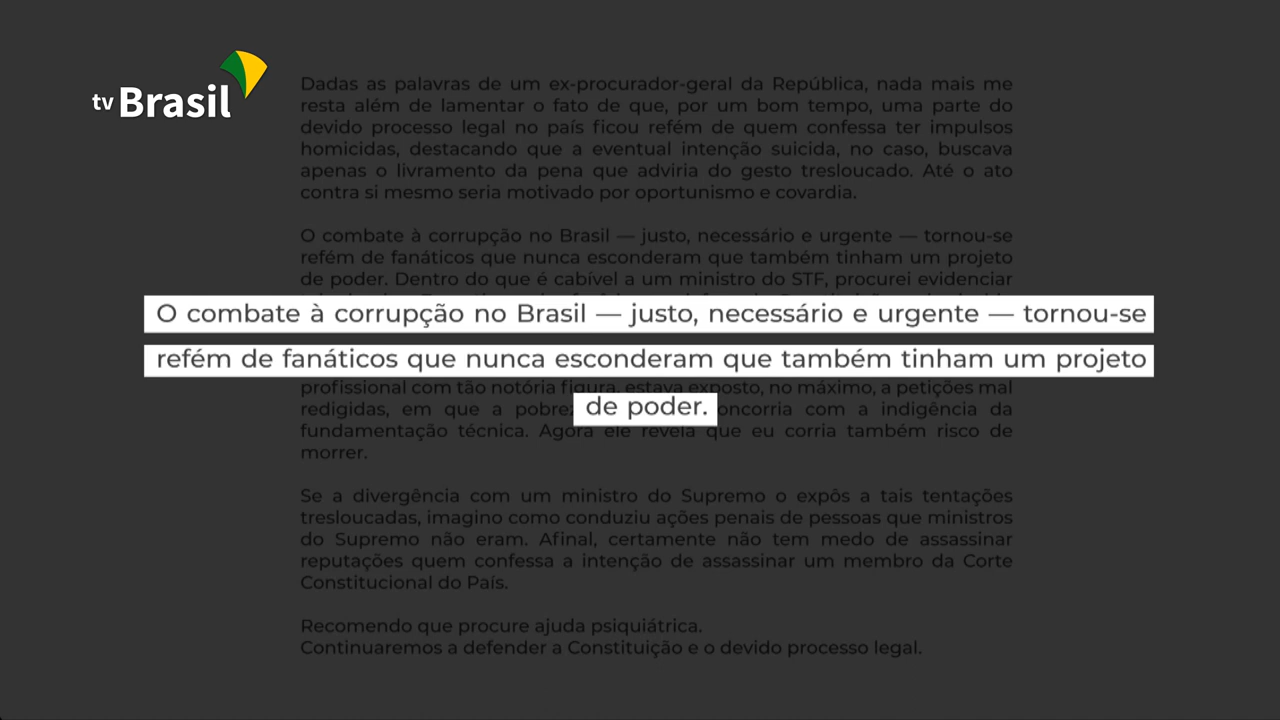 tv Brasil
Dadas as palavras de um ex-procurador-geral da República, nada mais me
resta além de lamentar o fato de que, por um bom tempo, uma parte do
devido processo legal no país ficou refém de quem confessa ter impulsos
homicidas, destacando que a eventual intenção suicida, no caso, buscava
apenas o livramento da pena que adviria do gesto tresloucado. Até o ato
contra si mesmo seria motivado por oportunismo e covardia.
O combate à corrupção no Brasil — justo, necessário e urgente — tornou-se
refém de fanáticos que nunca esconderam que também tinham um projeto
de poder. Dentro do que é cabível a um ministro do STF, procurei evidenciar
O combate à corrupção no Brasil — justo, necessário e urgente — tornou-se
refém de fanáticos que nunca esconderam que também tinham um projeto
de poder.
profissional com tão notória figura, estava exposto, no máximo, a petições mal
redigidas, em que a com a indigência da
fundamentação técnica. Agora ele revela que eu corria também risco de
morrer.
Se a divergência com um ministro do Supremo o expôs a tais tentações
tresloucadas, imagino como conduziu ações penais de pessoas que ministros
do Supremo não eram. Afinal, certamente não tem medo de assassinar
reputações quem confessa a intenção de assassinar um membro da Corte
Constitucional do País.
Recomendo que procure ajuda psiquiátrica.
Continuaremos a defender a Constituição e o devido processo legal.